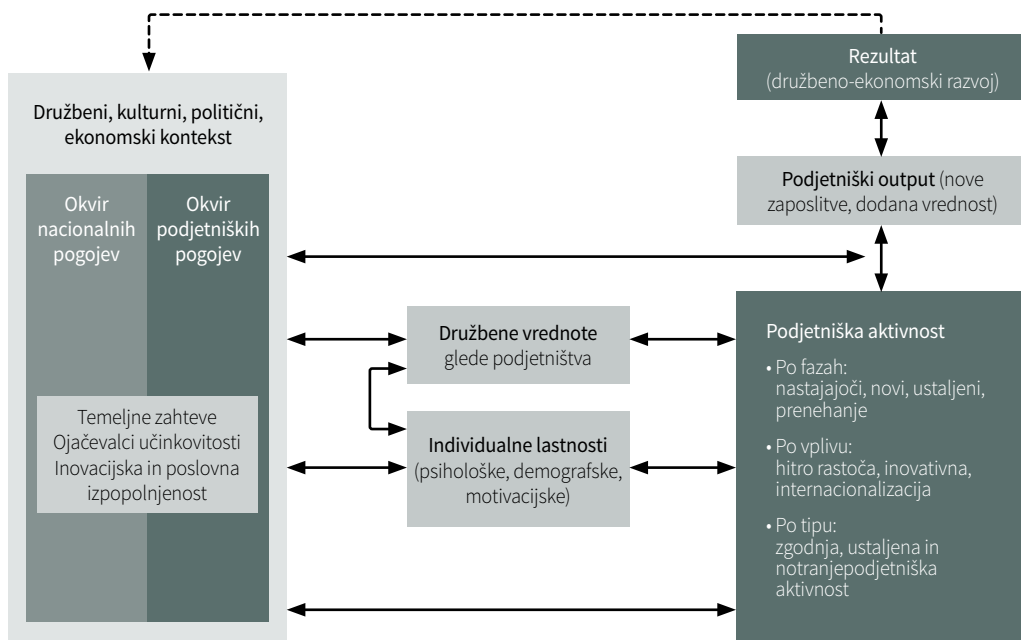 Rezultat
(družbeno-ekonomski razvoj)
Družbeni, kulturni, politični,
ekonomski kontekst
Podjetniški output (nove
zaposlitve, dodana vrednost)
Okvir
nacionalnih
pogojev
Okvir
podjetniških
pogojev
Družbene vrednote
glede podjetništva
Podjetniška aktivnost
• Po fazah:
nastajajoči, novi, ustaljeni,
prenehanje
Temeljne zahteve
Ojačevalci učinkovitosti
Inovacijska in poslovna
izpopolnjenost
Individualne lastnosti
(psihološke, demografske,
motivacijske)
• Po vplivu:
hitro rastoča, inovativna,
internacionalizacija
• Po tipu:
zgodnja, ustaljena in
notranjepodjetniška
aktivnost